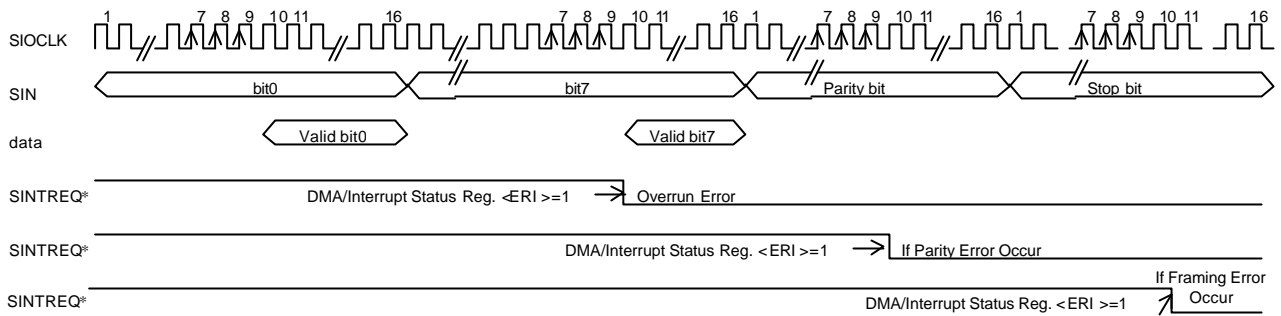 1 7 8 9 10 11 16 7 8 9 10 11 16 1 7 8 9 10 11 16 1 7 8 9 10 11 16
SIOCLK
SIN bit0 bit7 Parity bit Stop bit
data Valid bit0 Valid bit7
SINTREQ* DMA/Interrupt Status Reg. <ERI >=1 Overrun Error
SINTREQ* DMA/Interrupt Status Reg. <ERI >=1 If Parity Error Occur
If Framing Error
SINTREQ* DMA/Interrupt Status Reg. <ERI >=1 Occur